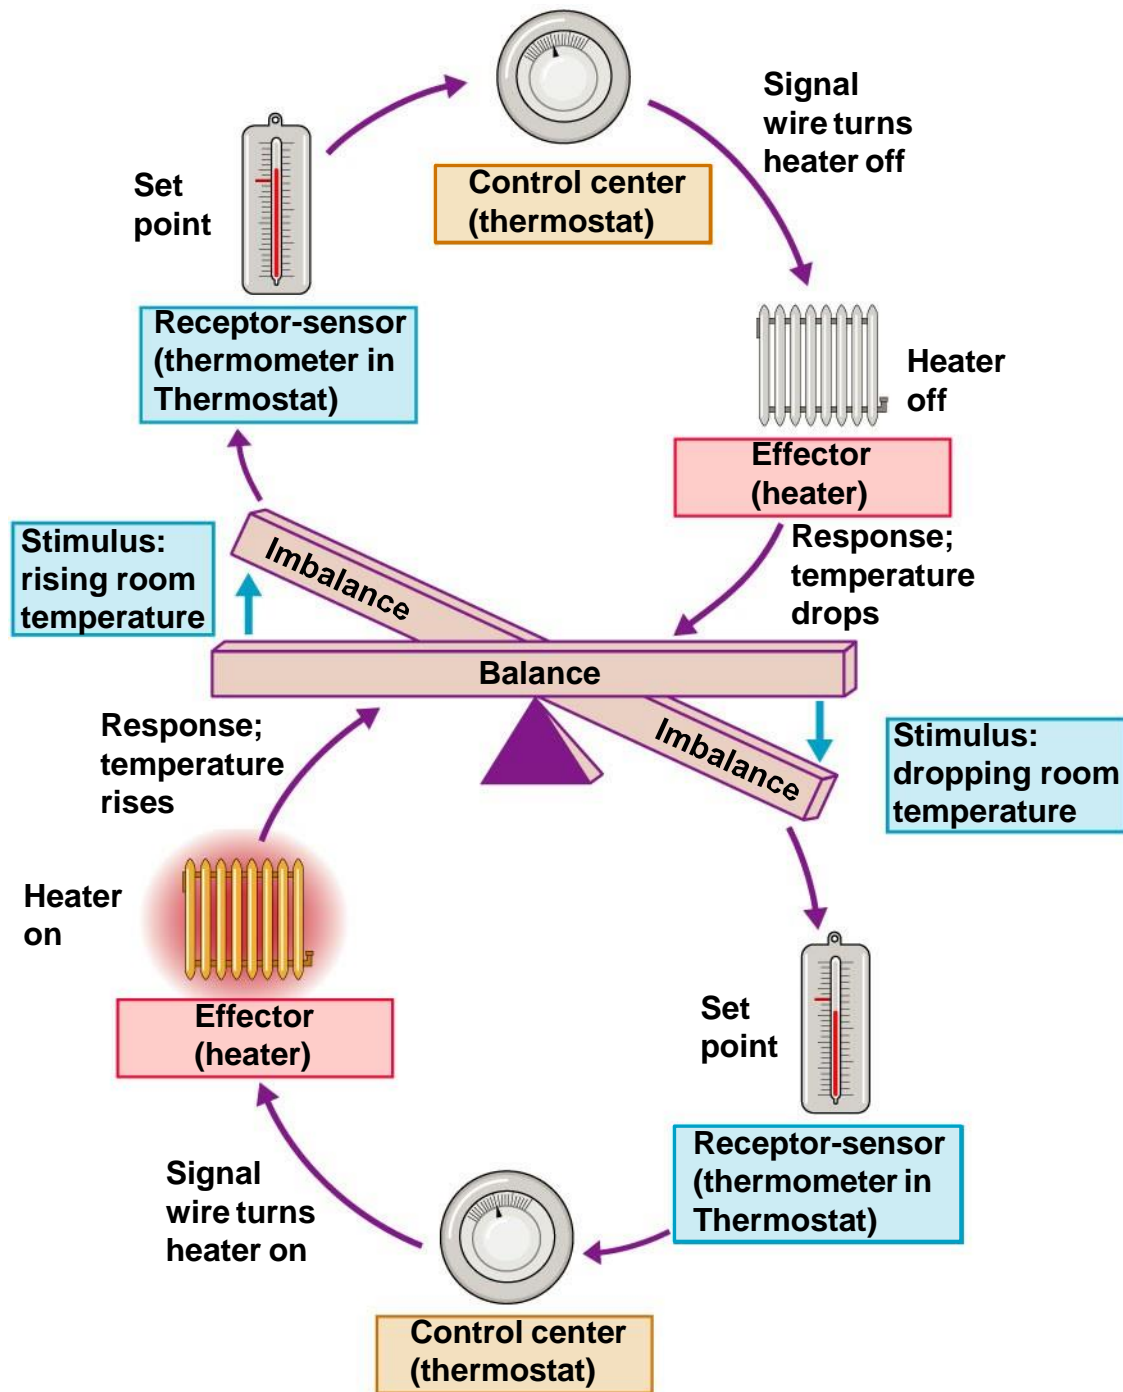 Signal
wire turns
heater off
Control center
(thermostat)
Set
point
Receptor-sensor
(thermometer in
Thermostat)
Heater
off
Effector
(heater)
Stimulus:
rising room
temperature
Imbalance
Response;
temperature
drops
Balance
Response;
temperature
rises
Imbalance
Stimulus:
dropping room
temperature
Heater
on
Effector
(heater)
Set
point
Receptor-sensor
(thermometer in
Thermostat)
Signal
wire turns
heater on
Control center
(thermostat)